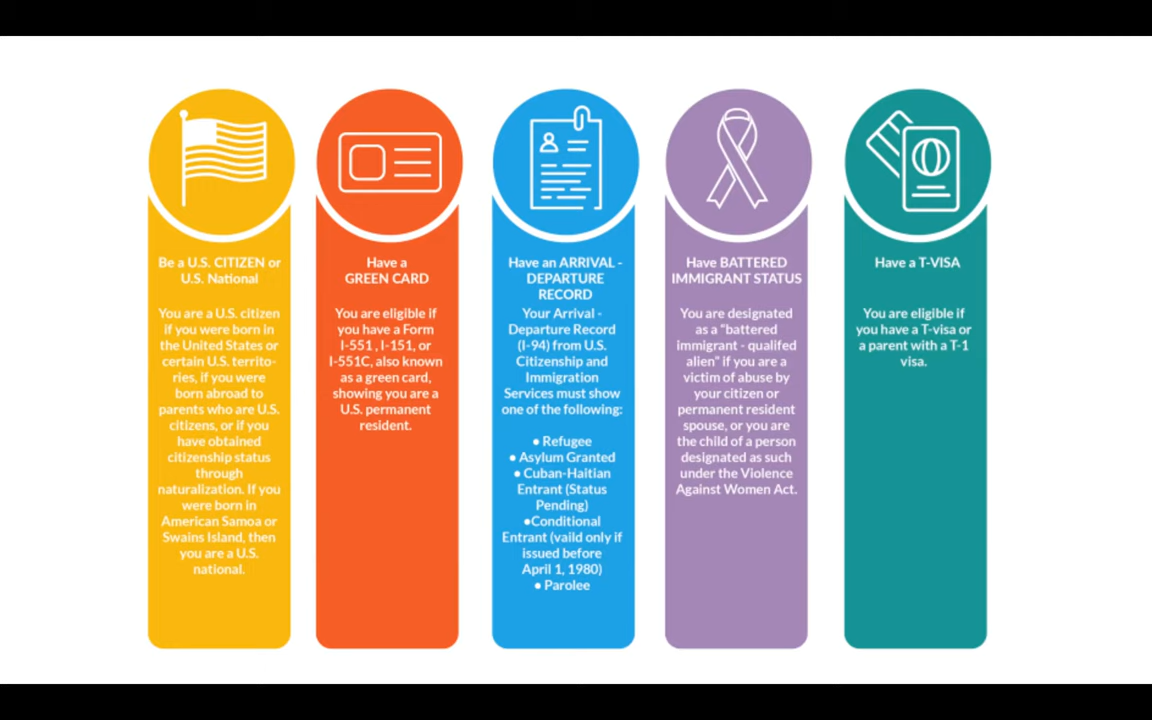 Be a U.S. CITIZEN or
U.S. National
You are a U.S. citizen
if you were born in
the United States or
certain U.S. territo-
ries, if you were
born abroad to
parents who are U.S.
citizens, or if you
have obtained
citizenship status
through
naturalization. If you
were born in
American Samoa or
Swains Island, then
you are a U.S.
national.
Have a
GREEN CARD
You are eligible if
you have a Form
I-551 , I-151, or
I-551C, also known
as a green card,
showing you are a
U.S. permanent
resident.
Have an ARRIVAL -
DEPARTURE
RECORD
Your Arrival -
Departure Record
(I-94) from U.S.
Citizenship and
Immigration
Services must show
one of the following:
● Refugee
● Asylum Granted
● Cuban-Haitian
Entrant (Status
Pending)
●Conditional
Entrant (vaild only if
issued before
April 1, 1980)
● Parolee
Have BATTERED
IMMIGRANT STATUS
You are designated
as a "battered
immigrant - qualifed
alien" if you are a
victim of abuse by
your citizen or
permanent resident
spouse, or you are
the child of a person
designated as such
under the Violence
Against Women Act.
Have a T-VISA
You are eligible if
you have a T-visa or
a parent with a T-1
visa.